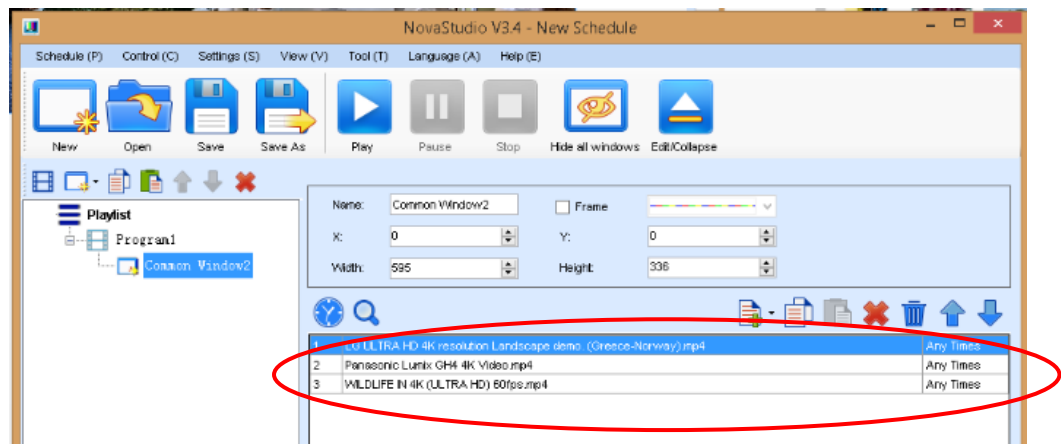 NovaStudio V3.4 - New Schedule
Schedule (P) Control (C) Settings (S) View (V) Tool (T) Language (A) Help (E)
New Open Save Save As Play Pause Stop Hide all windows Edit/Collapse
Playlist
Program1
Common Window2
Name: Common Window2 Frame
X: 0 Y: 0
Width: 595 Height: 336
1 LG ULTRA HD 4K resolution Landscape demo. (Greece-Norway).mp4 Any Times
2 Panasonic Lumix GH4 4K Video.mp4 Any Times
3 WILDLIFE IN 4K (ULTRA HD) 60fps.mp4 Any Times